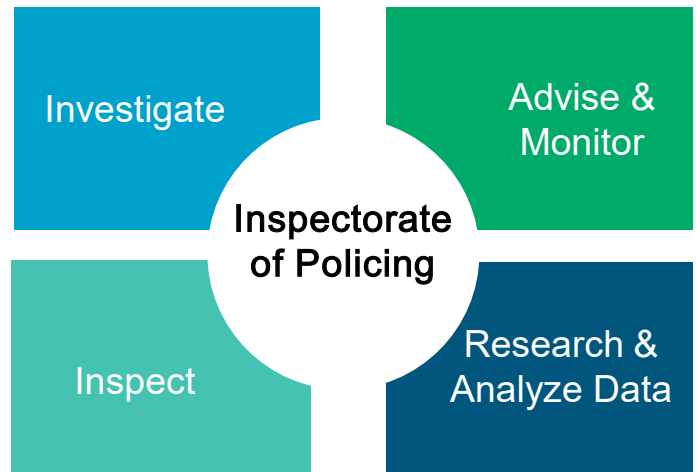 Investigate
Advise &
Monitor
Inspectorate
of Policing
Inspect
Research &
Analyze Data